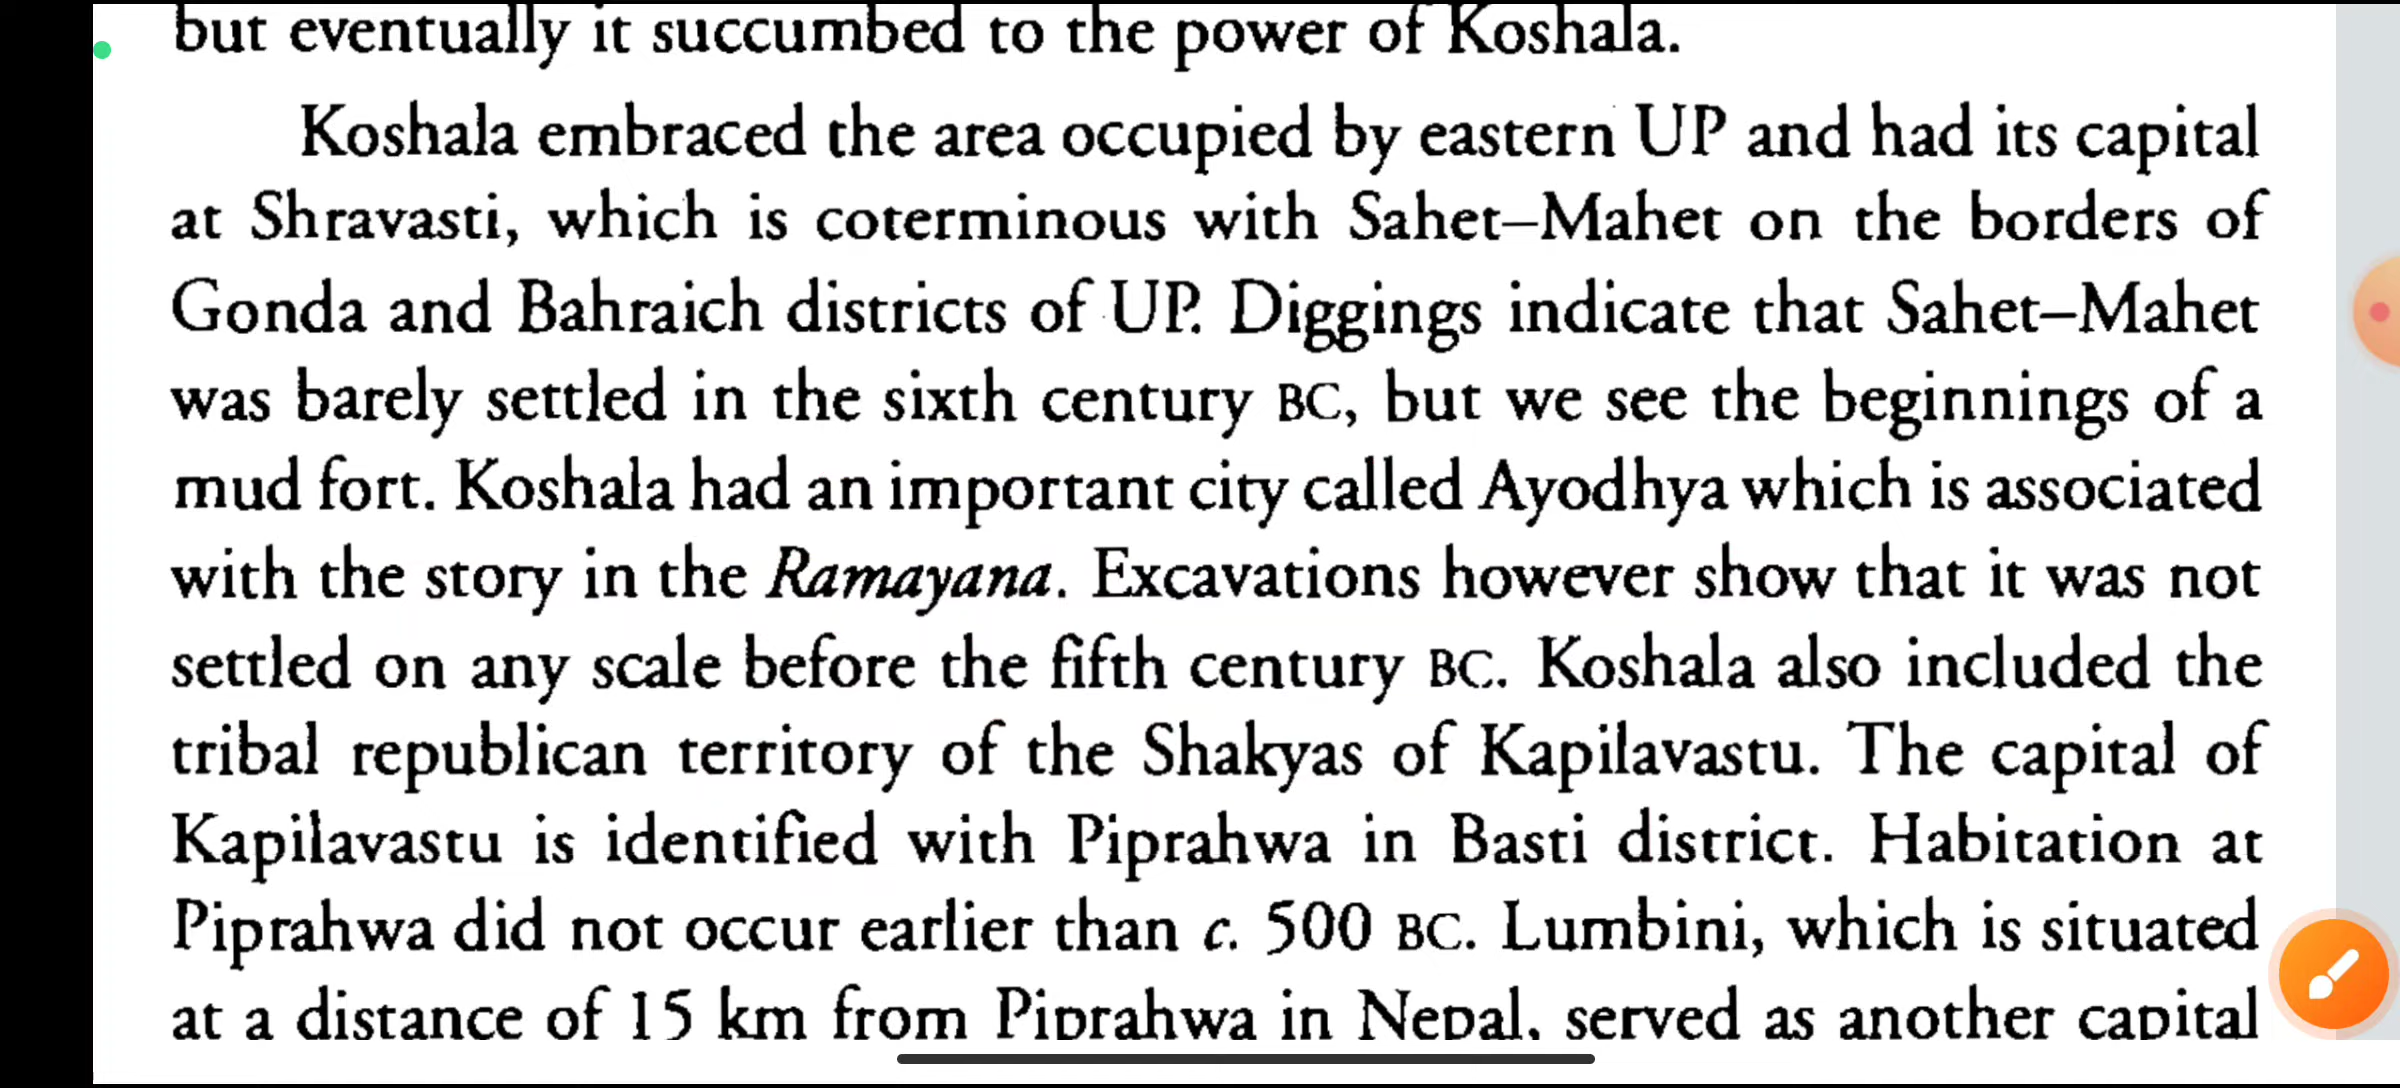 but eventually it succumbed to the power of Koshala.
Koshala embraced the area occupied by eastern UP and had its capital
at Shravasti, which is coterminous with Sahet–Mahet on the borders of
Gonda and Bahraich districts of UP. Diggings indicate that Sahet–Mahet
was barely settled in the sixth century BC, but we see the beginnings of a
mud fort. Koshala had an important city called Ayodhya which is associated
with the story in the Ramayana. Excavations however show that it was not
settled on any scale before the fifth century BC. Koshala also included the
tribal republican territory of the Shakyas of Kapilavastu. The capital of
Kapilavastu is identified with Piprahwa in Basti district. Habitation at
Piprahwa did not occur earlier than c. 500 BC. Lumbini, which is situated
at a distance of 15 km from Piprahwa in Nepal, served as another capital